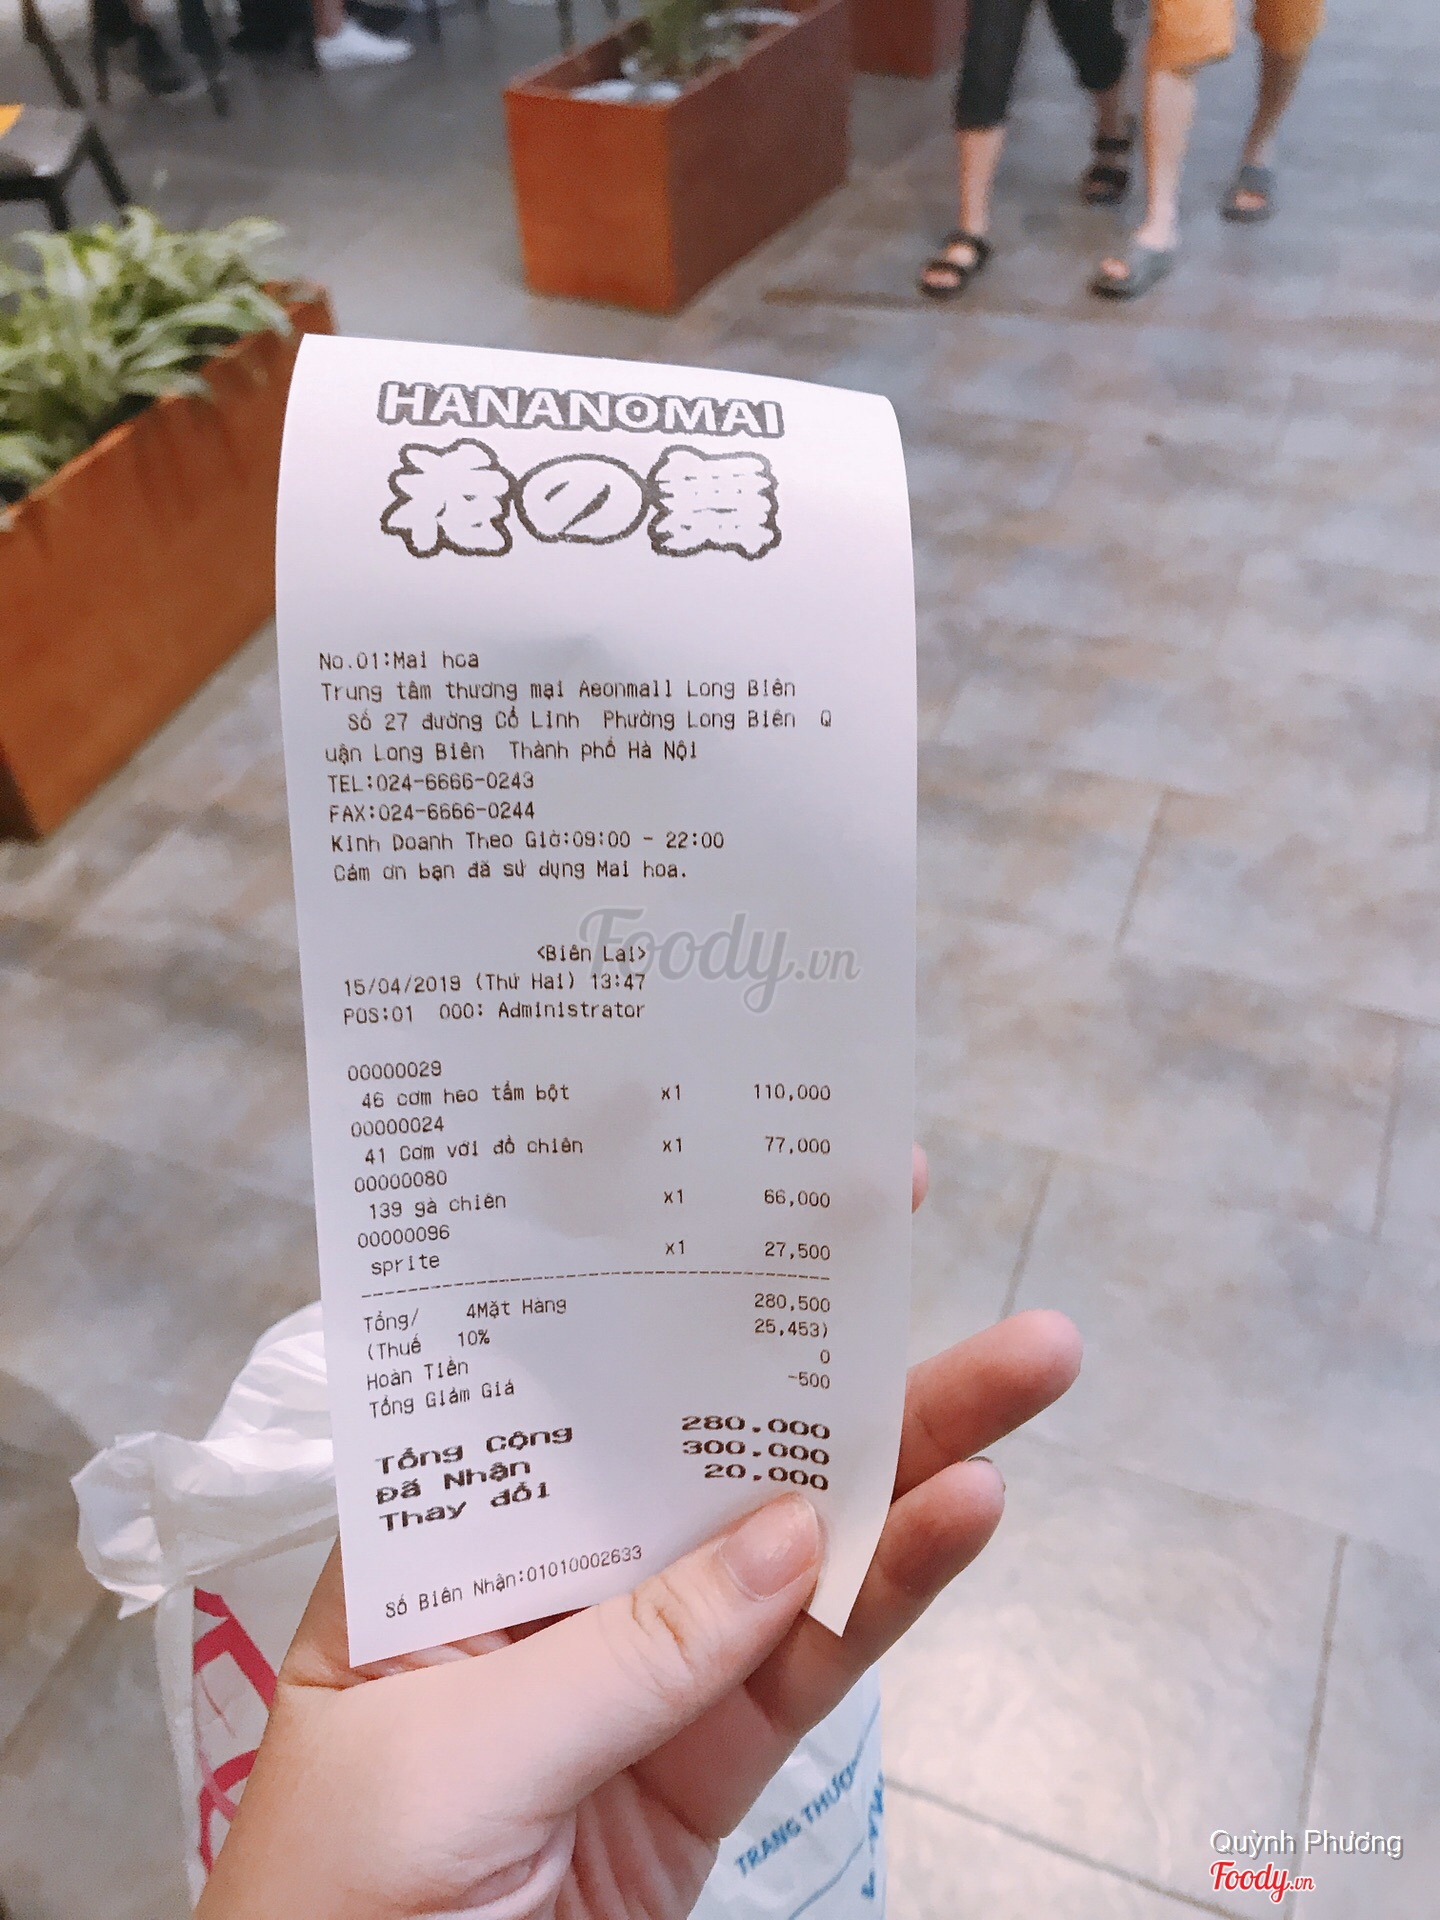 HANANOMAI
花の舞
No.01:Mai hoa
Trung tâm thương mại Aeonmall Long Biên
Số 27 đường Cổ Linh Phường Long Biên Q
uận Long Biên Thành phố Hà Nội
TEL:024-6666-0243
FAX:024-6666-0244
Kinh Doanh Theo Giờ:09:00 - 22:00
Cám ơn bạn đã sử dụng Mai hoa.
Foody.vn
<Biên Lai>
15/04/2019 (Thứ Hai) 13:47
POS:01 000: Administrator
00000029
46 cơm heo tẩm bột x1 110,000
00000024
41 Cơm với đồ chiên x1 77,000
00000080
139 gà chiên x1 66,000
00000096
sprite x1 27,500
Tổng/ 4Mặt Hàng 280,500
(Thuế 10% 25,453)
Hoàn Tiền 0
Tổng Giảm Giá -500
Tổng Cộng 280.000
Đã Nhận 300.000
Thay đổi 20.000
Số Biên Nhận:01010002633
TRANG THƯƠ
Quỳnh Phương
Foody.vn